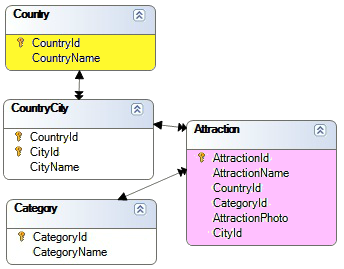 Country
CountryId
CountryName
CountryCity
CountryId
CityId
CityName
Attraction
AttractionId
AttractionName
CountryId
CategoryId
AttractionPhoto
CityId
Category
CategoryId
CategoryName